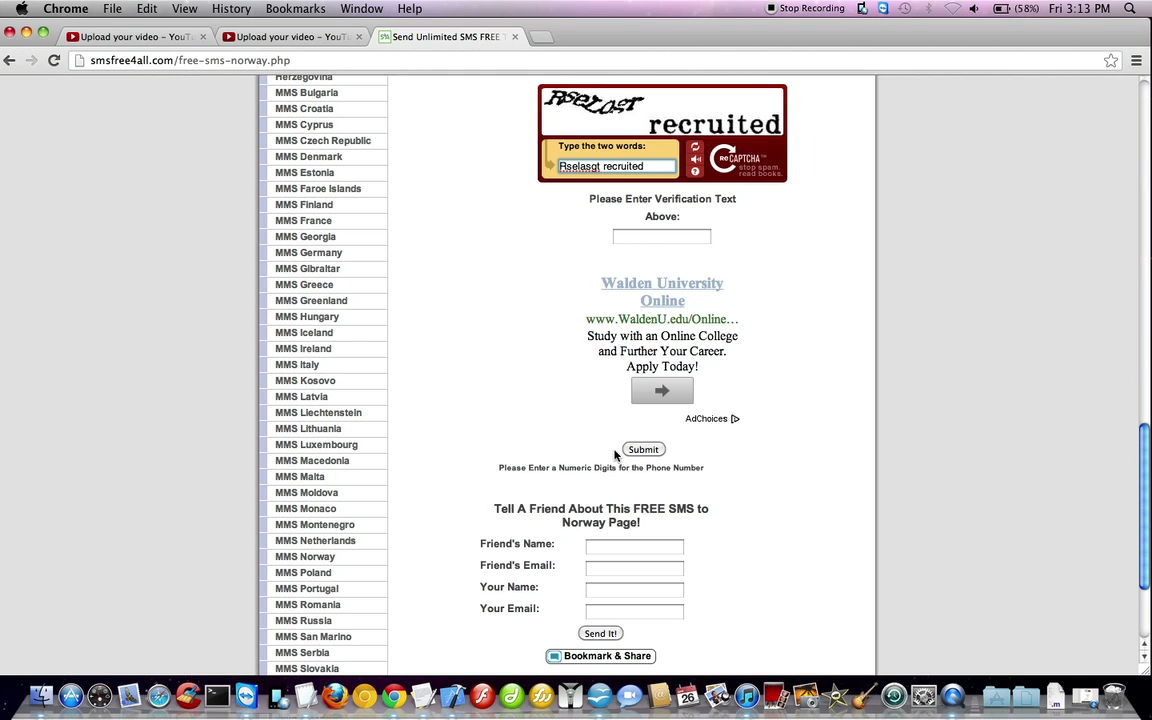 Chrome File Edit View History Bookmarks Window Help Stop Recording (58%) Fri 3:13 PM
Upload your video – YouTu
Upload your video – YouTu
Send Unlimited SMS FREE T
smsfree4all.com/free-sms-norway.php
Herzegovina
MMS Bulgaria
MMS Croatia
MMS Cyprus
MMS Czech Republic
MMS Denmark
MMS Estonia
MMS Faroe Islands
MMS Finland
MMS France
MMS Georgia
MMS Germany
MMS Gibraltar
MMS Greece
MMS Greenland
MMS Hungary
MMS Iceland
MMS Ireland
MMS Italy
MMS Kosovo
MMS Latvia
MMS Liechtenstein
MMS Lithuania
MMS Luxembourg
MMS Macedonia
MMS Malta
MMS Moldova
MMS Monaco
MMS Montenegro
MMS Netherlands
MMS Norway
MMS Poland
MMS Portugal
MMS Romania
MMS Russia
MMS San Marino
MMS Serbia
MMS Slovakia
recruited
Type the two words:
Rselasgt recruited
reCAPTCHA™
stop spam.
read books.
Please Enter Verification Text
Above:
Walden University
Online
www.WaldenU.edu/Online...
Study with an Online College
and Further Your Career.
Apply Today!
AdChoices
Submit
Please Enter a Numeric Digits for the Phone Number
Tell A Friend About This FREE SMS to
Norway Page!
Friend's Name:
Friend's Email:
Your Name:
Your Email:
Send It!
Bookmark & Share
26
.m